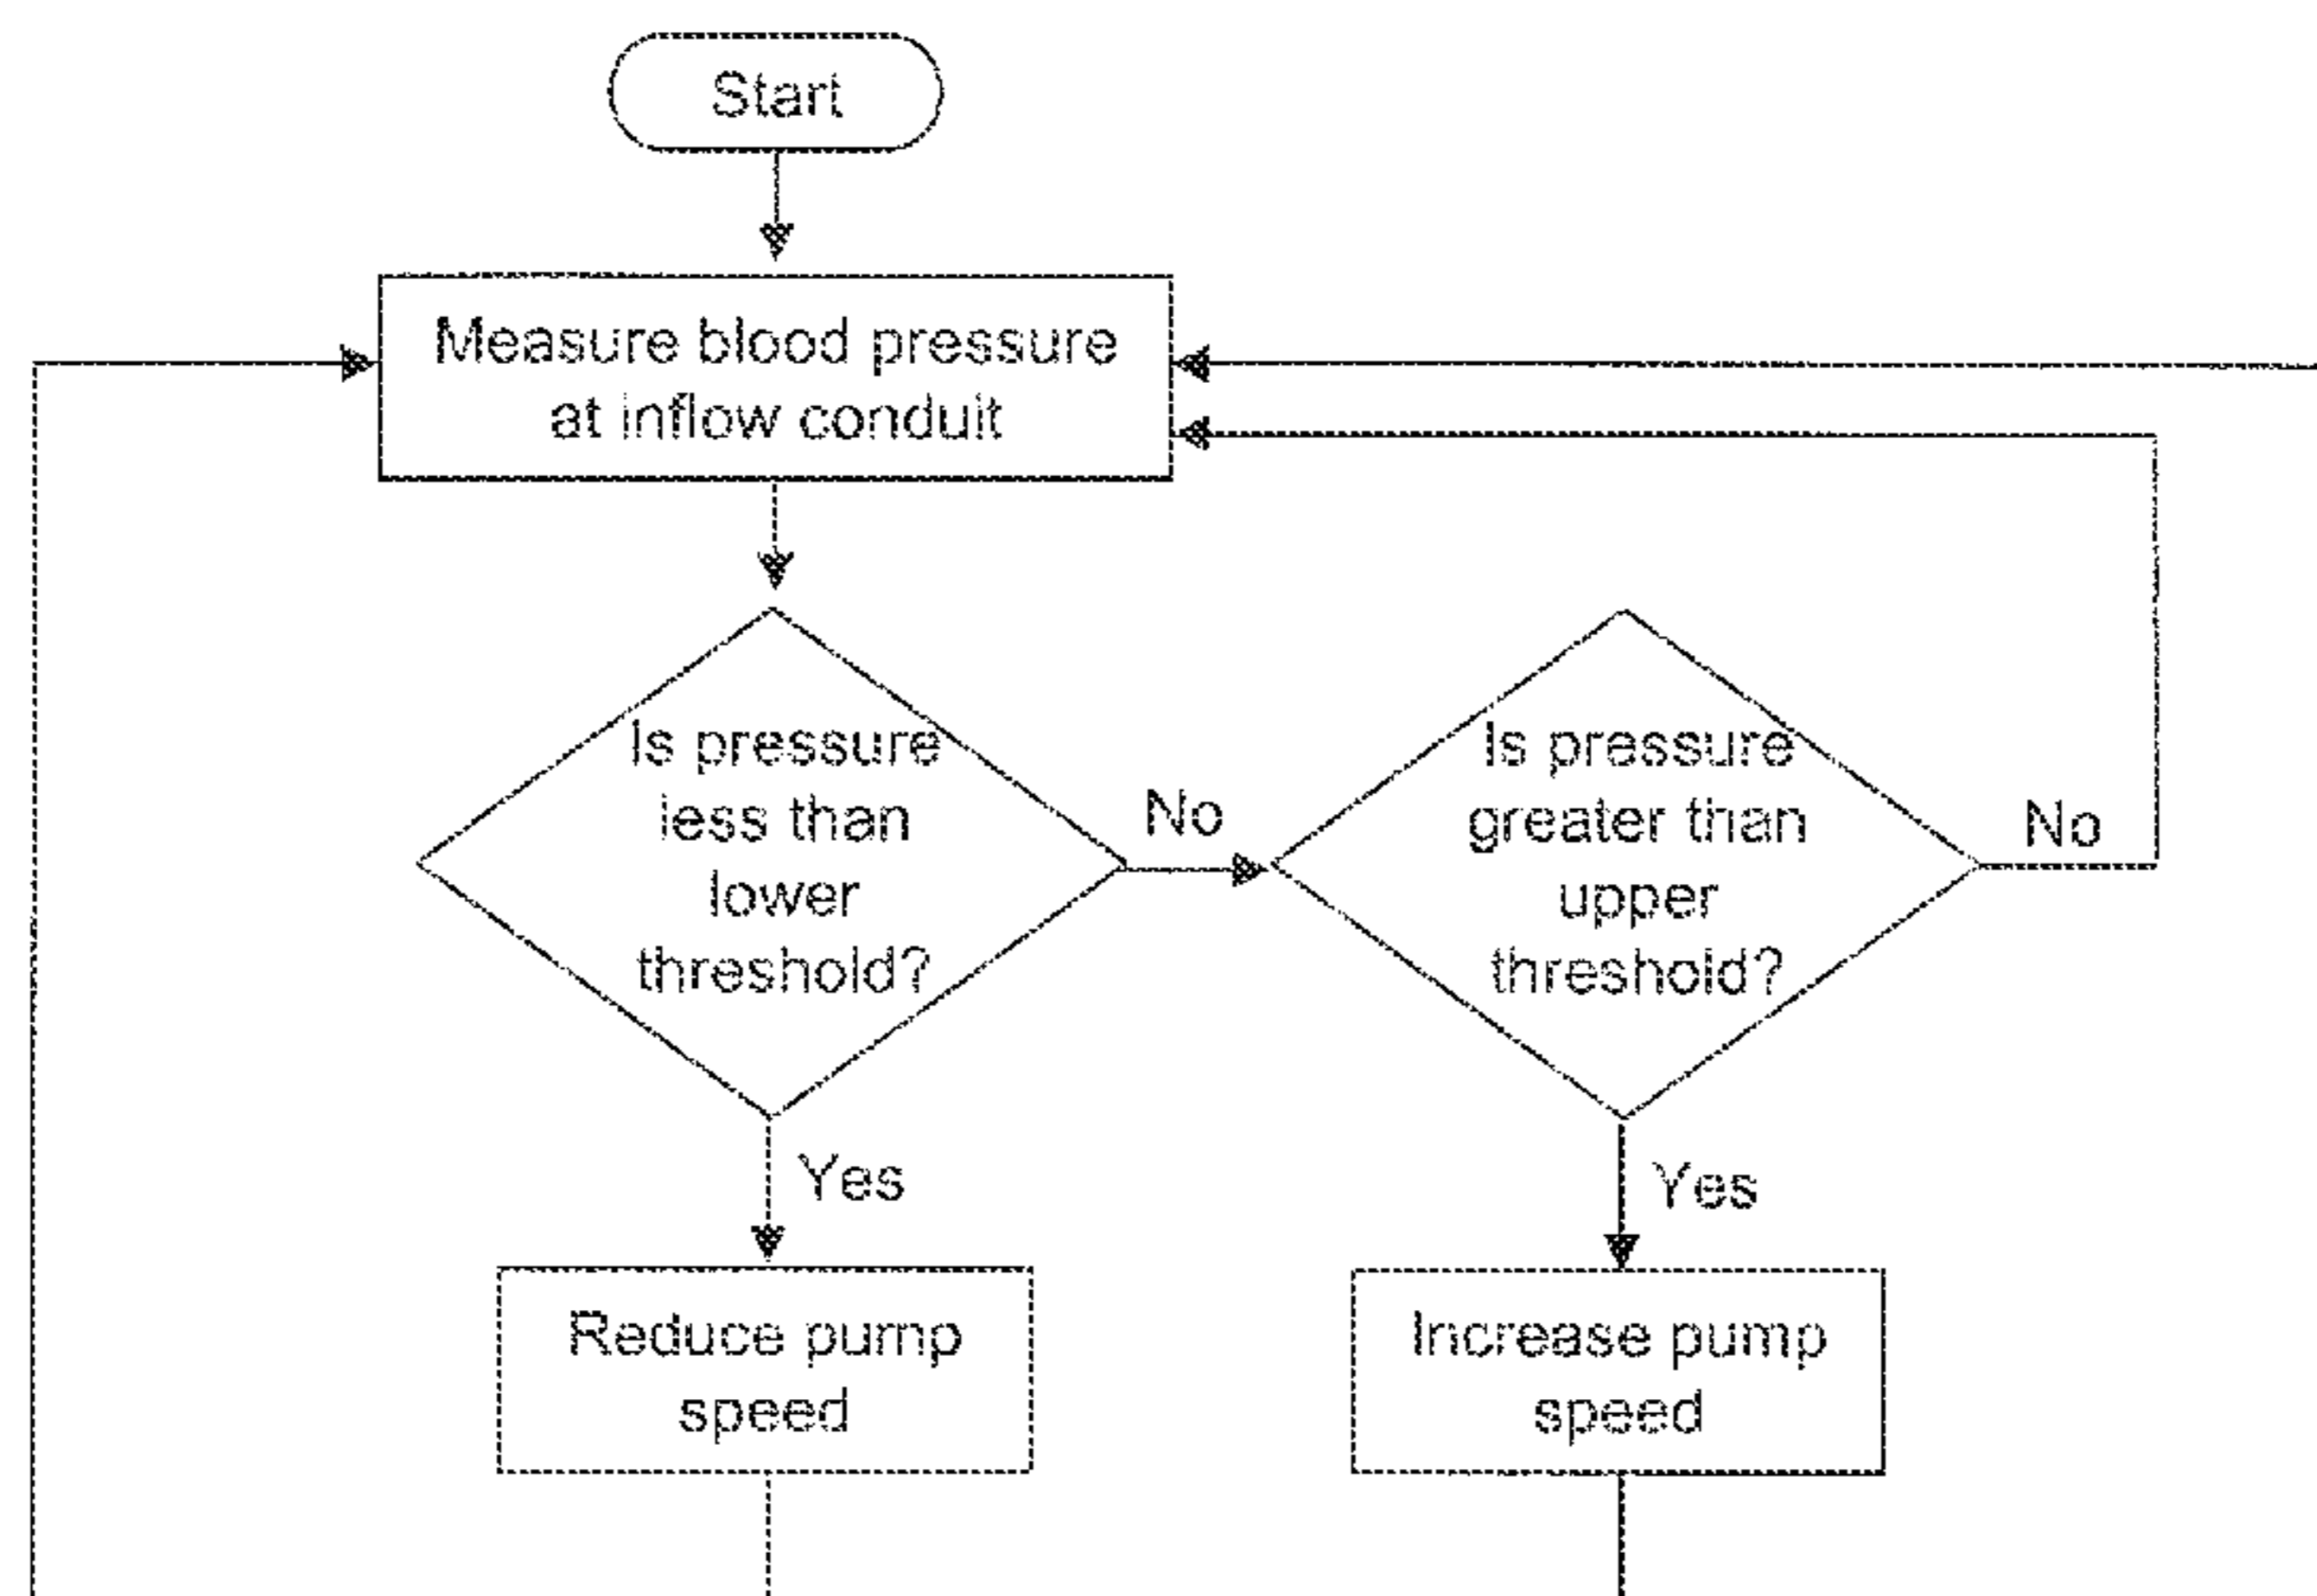 Start
Measure blood pressure
at inflow conduit
Is pressure
less than
lower
threshold?
No
Is pressure
greater than
upper
threshold?
No
Yes
Yes
Reduce pump
speed
Increase pump
speed